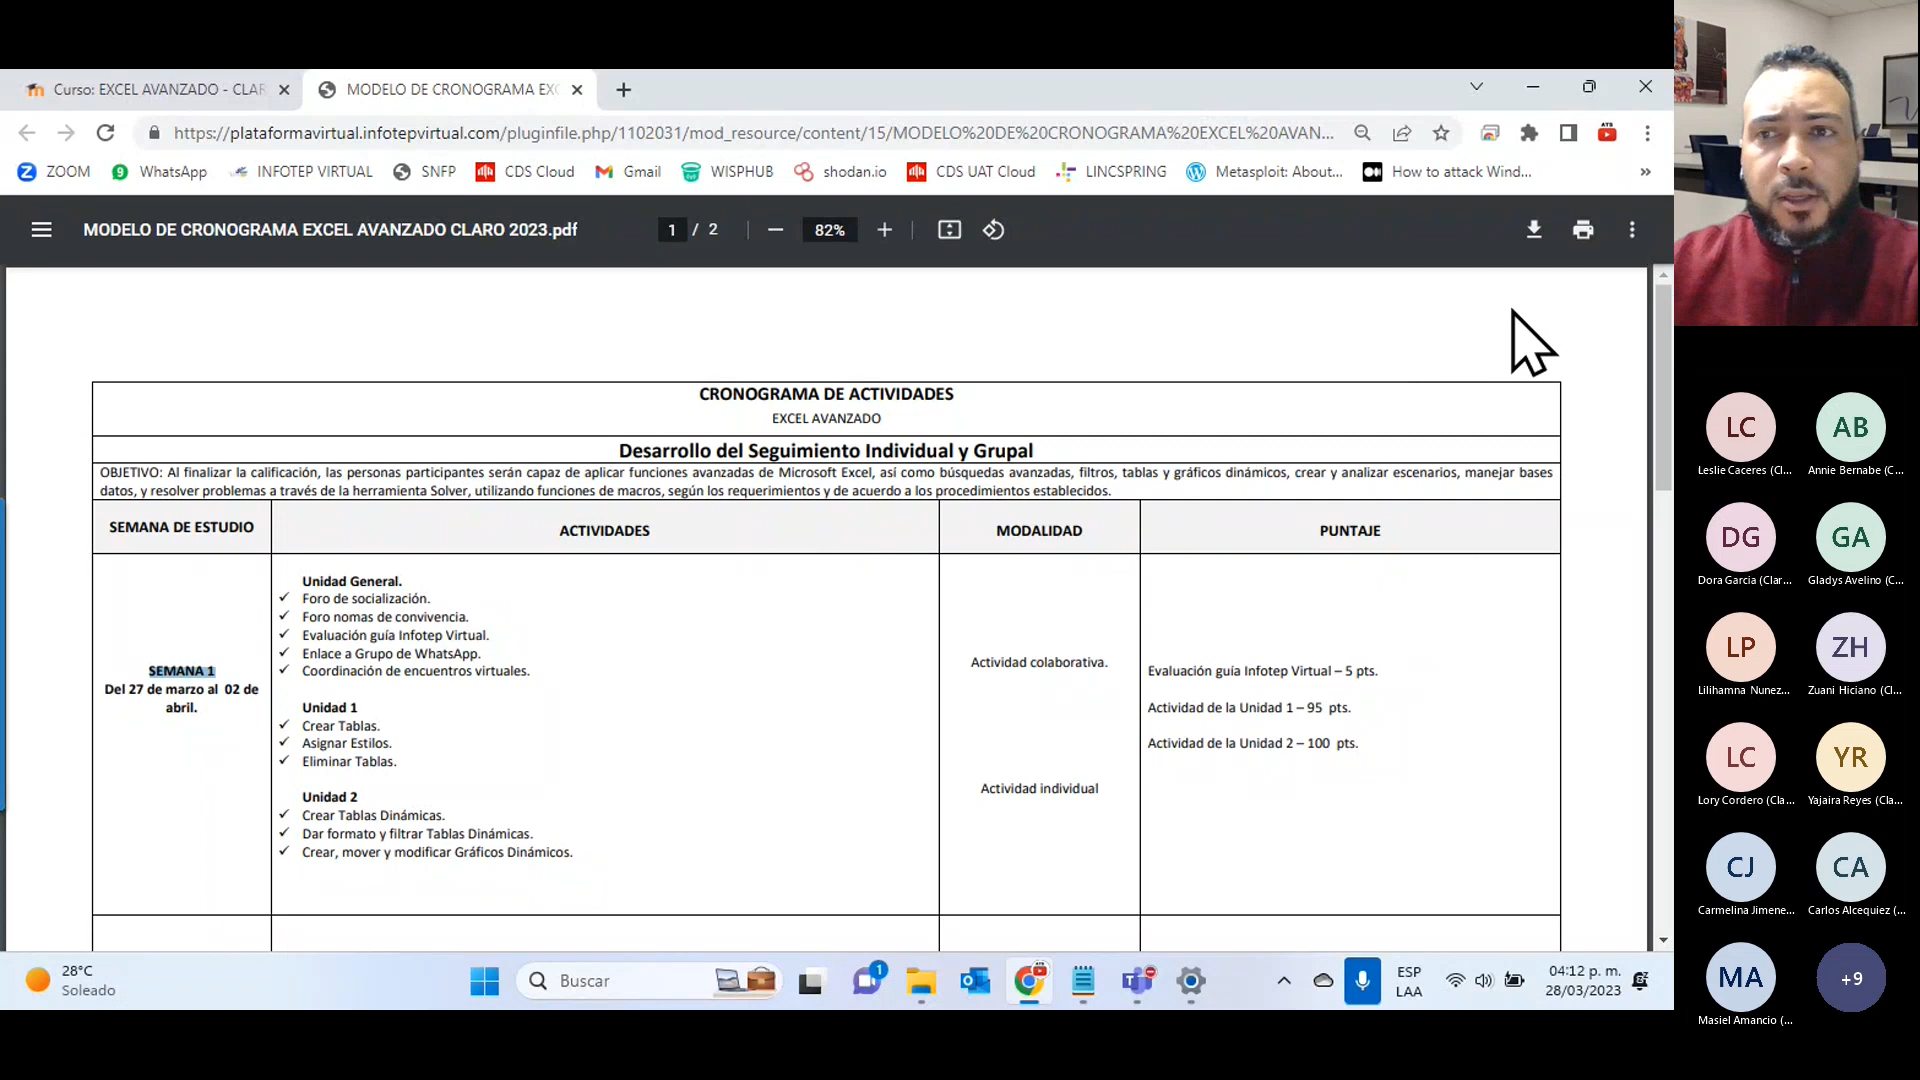 Curso: EXCEL AVANZADO - CLAR
MODELO DE CRONOGRAMA EXC
https://plataformavirtual.infotepvirtual.com/pluginfile.php/1102031/mod_resource/content/15/MODELO%20DE%20CRONOGRAMA%20EXCEL%20AVAN...
ZOOM
WhatsApp
INFOTEP VIRTUAL
SNFP
CDS Cloud
Gmail
WISPHUB
shodan.io
CDS UAT Cloud
LINCSPRING
Metasploit: About...
How to attack Wind...
»
MODELO DE CRONOGRAMA EXCEL AVANZADO CLARO 2023.pdf
1 / 2
82%
CRONOGRAMA DE ACTIVIDADES
EXCEL AVANZADO
Desarrollo del Seguimiento Individual y Grupal
OBJETIVO: Al finalizar la calificación, las personas participantes serán capaz de aplicar funciones avanzadas de Microsoft Excel, así como búsquedas avanzadas, filtros, tablas y gráficos dinámicos, crear y analizar escenarios, manejar bases
datos, y resolver problemas a través de la herramienta Solver, utilizando funciones de macros, según los requerimientos y de acuerdo a los procedimientos establecidos.
SEMANA DE ESTUDIO
ACTIVIDADES
MODALIDAD
PUNTAJE
SEMANA 1
Del 27 de marzo al 02 de
abril.
Unidad General.
✓ Foro de socialización.
✓ Foro nomas de convivencia.
✓ Evaluación guía Infotep Virtual.
✓ Enlace a Grupo de WhatsApp.
✓ Coordinación de encuentros virtuales.
Unidad 1
✓ Crear Tablas.
✓ Asignar Estilos.
✓ Eliminar Tablas.
Unidad 2
✓ Crear Tablas Dinámicas.
✓ Dar formato y filtrar Tablas Dinámicas.
✓ Crear, mover y modificar Gráficos Dinámicos.
Actividad colaborativa.
Actividad individual
Evaluación guía Infotep Virtual – 5 pts.
Actividad de la Unidad 1 – 95 pts.
Actividad de la Unidad 2 – 100 pts.
28°C
Soleado
Buscar
1
ESP
LAA
04:12 p. m.
28/03/2023
LC
Leslie Caceres (Cl...
AB
Annie Bernabe (C...
DG
Dora Garcia (Clar...
GA
Gladys Avelino (C...
LP
Lilihamna Nunez...
ZH
Zuani Hiciano (Cl...
LC
Lory Cordero (Cla...
YR
Yajaira Reyes (Cla...
CJ
Carmelina Jimene...
CA
Carlos Alcequiez (...
MA
Masiel Amancio (...
+9